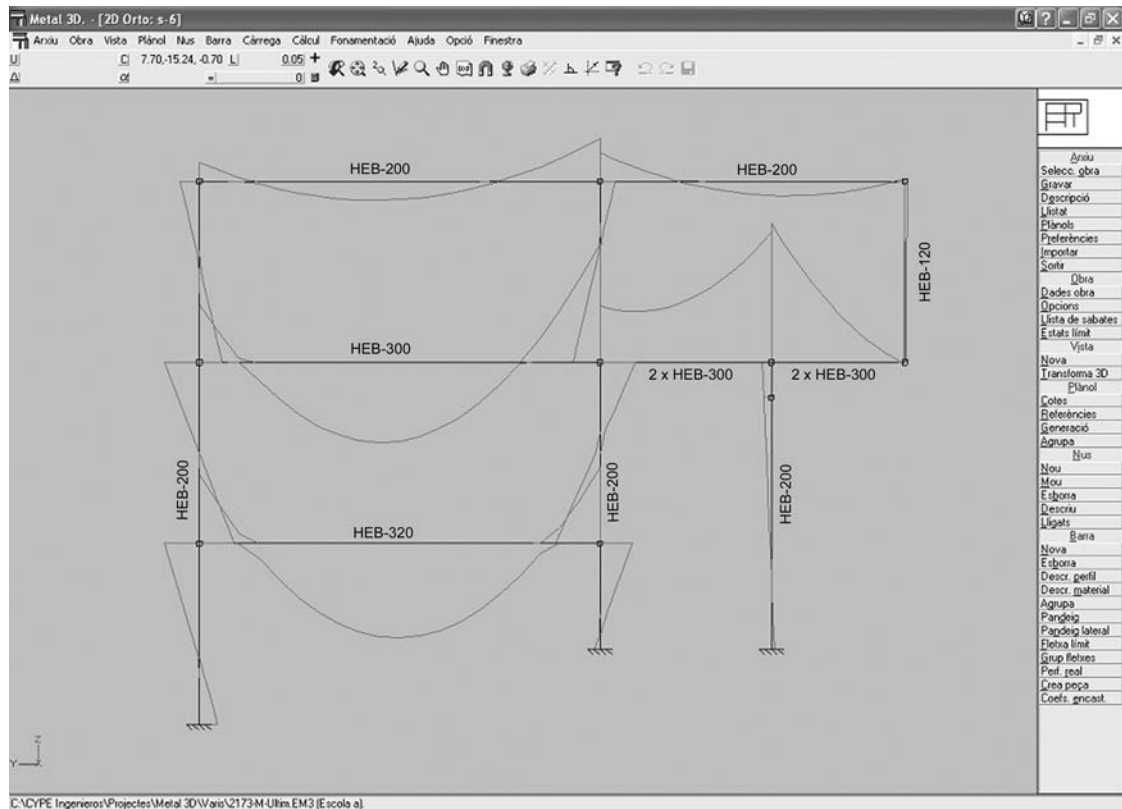 Metal 3D. - [2D Orto: s-6]
Arxiu Obra Vista Plànol Nus Barra Càrrega Càlcul Fonamentació Ajuda Opció Finestra
U C 7.70,-15.24, -0.70 L 0.05
Δ α = 0
HEB-200
HEB-200
HEB-120
HEB-300
2 x HEB-300
2 x HEB-300
HEB-200
HEB-200
HEB-200
HEB-320
Z
Y
Arxiu
Selecc. obra
Gravar
Descripció
Llistat
Plànols
Preferències
Importar
Sortir
Obra
Dades obra
Opcions
Llista de sabates
Estats límit
Vista
Nova
Transforma 3D
Plànol
Cotes
Referències
Generació
Agrupa
Nus
Nou
Mou
Esborra
Descriu
Lligats
Barra
Nova
Esborra
Descr. perfil
Descr. material
Agrupa
Pandeig
Pandeig lateral
Fletxa límit
Grup fletxes
Perf. real
Crea peça
Coefs. encast.
C:\CYPE Ingenieros\Projectes\Metal 3D\Varis\2173-M-Ultim.EM3 (Escola a).